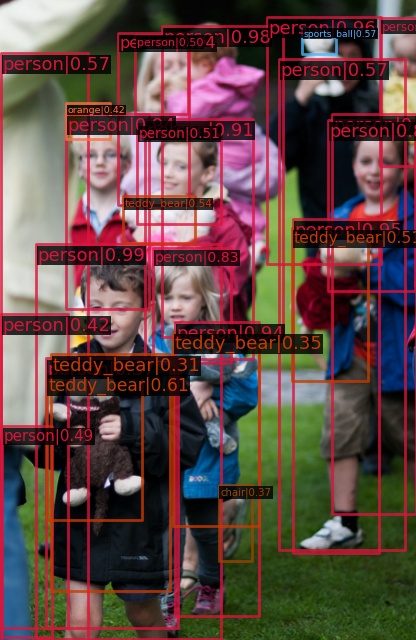 person|0.96
person
sports_ball|0.57
person|0.98
person|0.50
person|0.57
person|0.57
orange|0.42
person|0.51
0.91
teddy_bear|0.54
teddy_bear|0.51
person|0.99
person|0.83
person|0.42
person|0.94
teddy_bear|0.35
teddy_bear|0.31
teddy_bear|0.61
person|0.49
chair|0.37